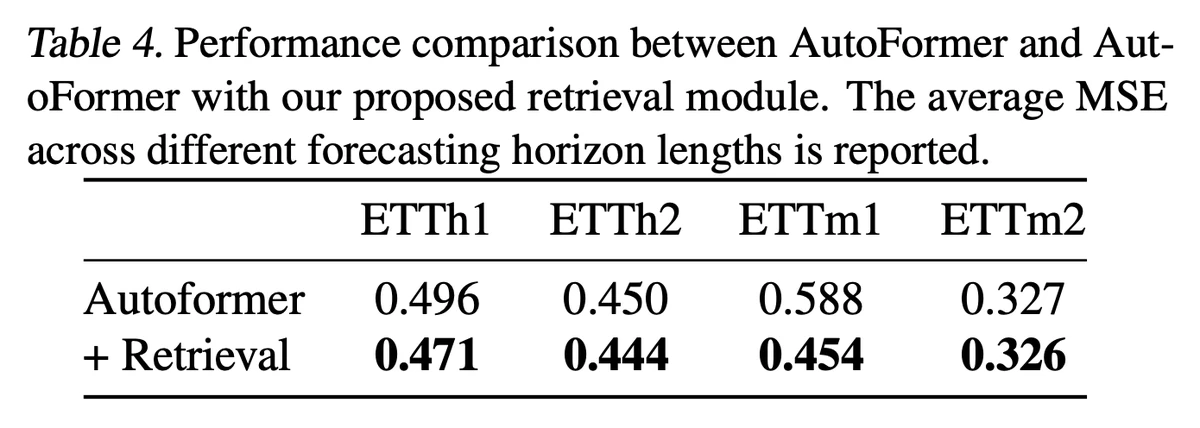 Table 4. Performance comparison between AutoFormer and Aut-
oFormer with our proposed retrieval module. The average MSE
across different forecasting horizon lengths is reported.
ETTh1 ETTh2 ETTm1 ETTm2
Autoformer 0.496 0.450 0.588 0.327
+ Retrieval 0.471 0.444 0.454 0.326